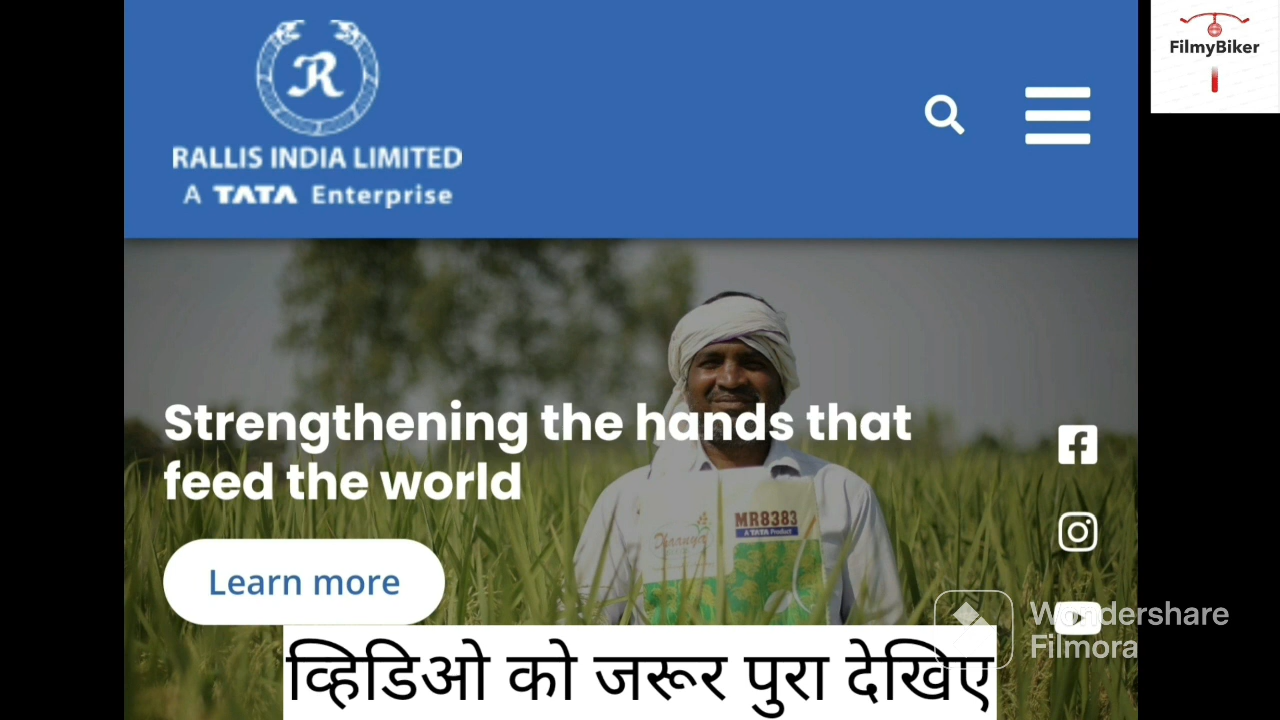 R
RALLIS INDIA LIMITED
A TATA Enterprise
FilmyBiker
Strengthening the hands that
feed the world
Dhaanya
MR8383
A TATA Product
Learn more
Wondershare
Filmora
व्हिडिओ को जरूर पुरा देखिए